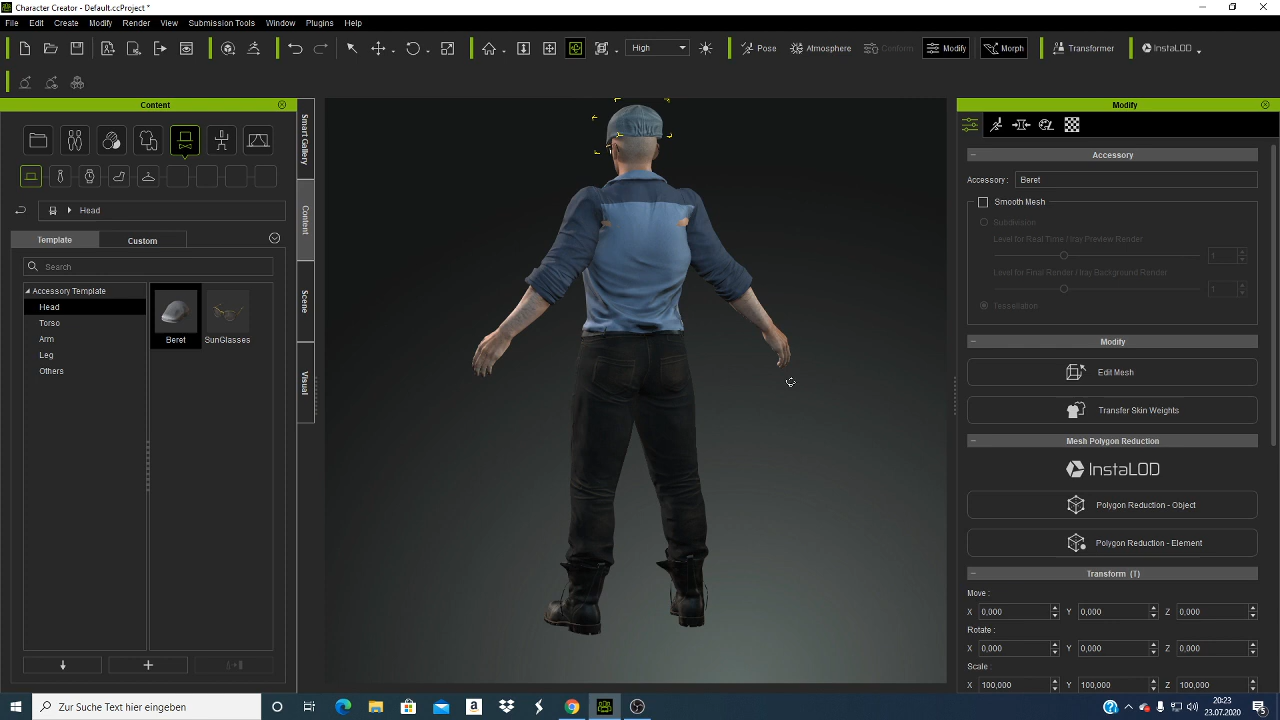 Character Creator - Default.ccProject *
File Edit Create Modify Render View Submission Tools Window Plugins Help
High Pose Atmosphere Conform Modify Morph Transformer InstaLOD
Content
Smart Gallery
Content
Scene
Visual
Head
Template Custom
Search
Accessory Template
Head
Torso
Arm
Leg
Others
Beret SunGlasses
Modify
Accessory
Accessory : Beret
Smooth Mesh
Subdivision
Level for Real Time / Iray Preview Render
1
Level for Final Render / Iray Background Render
1
Tessellation
Modify
Edit Mesh
Transfer Skin Weights
Mesh Polygon Reduction
InstaLOD
Polygon Reduction - Object
Polygon Reduction - Element
Transform (T)
Move :
X 0,000 Y 0,000 Z 0,000
Rotate :
X 0,000 Y 0,000 Z 0,000
Scale :
X 100,000 Y 100,000 Z 100,000
Zur Suche Text hier eingeben
20:23
23.07.2020